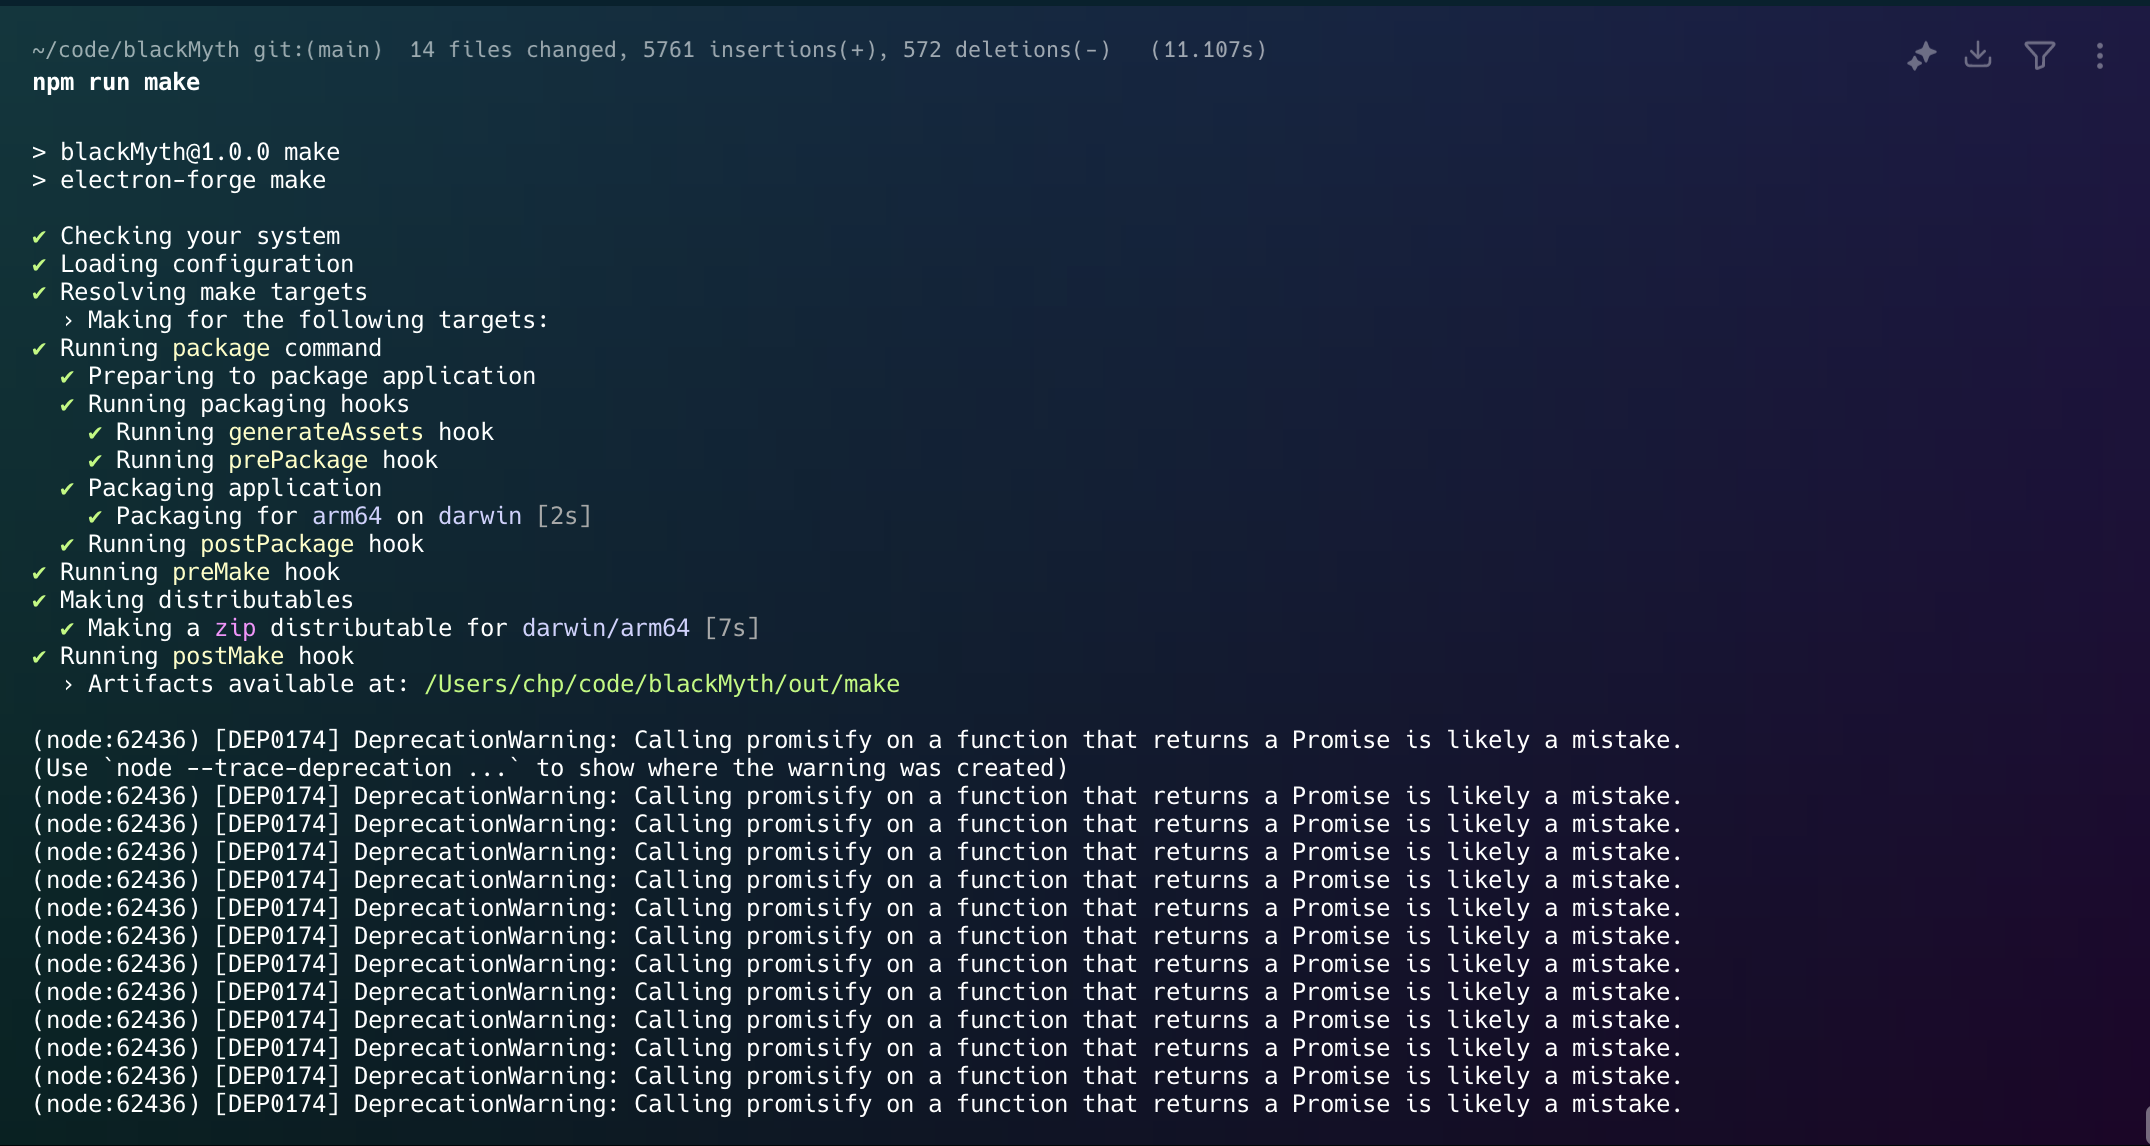 ~/code/blackMyth git:(main) 14 files changed, 5761 insertions(+), 572 deletions(-) (11.107s)
npm run make
> blackMyth@1.0.0 make
> electron-forge make
✔ Checking your system
✔ Loading configuration
✔ Resolving make targets
› Making for the following targets:
✔ Running package command
✔ Preparing to package application
✔ Running packaging hooks
✔ Running generateAssets hook
✔ Running prePackage hook
✔ Packaging application
✔ Packaging for arm64 on darwin [2s]
✔ Running postPackage hook
✔ Running preMake hook
✔ Making distributables
✔ Making a zip distributable for darwin/arm64 [7s]
✔ Running postMake hook
› Artifacts available at: /Users/chp/code/blackMyth/out/make
(node:62436) [DEP0174] DeprecationWarning: Calling promisify on a function that returns a Promise is likely a mistake.
(Use `node --trace-deprecation ...` to show where the warning was created)
(node:62436) [DEP0174] DeprecationWarning: Calling promisify on a function that returns a Promise is likely a mistake.
(node:62436) [DEP0174] DeprecationWarning: Calling promisify on a function that returns a Promise is likely a mistake.
(node:62436) [DEP0174] DeprecationWarning: Calling promisify on a function that returns a Promise is likely a mistake.
(node:62436) [DEP0174] DeprecationWarning: Calling promisify on a function that returns a Promise is likely a mistake.
(node:62436) [DEP0174] DeprecationWarning: Calling promisify on a function that returns a Promise is likely a mistake.
(node:62436) [DEP0174] DeprecationWarning: Calling promisify on a function that returns a Promise is likely a mistake.
(node:62436) [DEP0174] DeprecationWarning: Calling promisify on a function that returns a Promise is likely a mistake.
(node:62436) [DEP0174] DeprecationWarning: Calling promisify on a function that returns a Promise is likely a mistake.
(node:62436) [DEP0174] DeprecationWarning: Calling promisify on a function that returns a Promise is likely a mistake.
(node:62436) [DEP0174] DeprecationWarning: Calling promisify on a function that returns a Promise is likely a mistake.
(node:62436) [DEP0174] DeprecationWarning: Calling promisify on a function that returns a Promise is likely a mistake.
(node:62436) [DEP0174] DeprecationWarning: Calling promisify on a function that returns a Promise is likely a mistake.